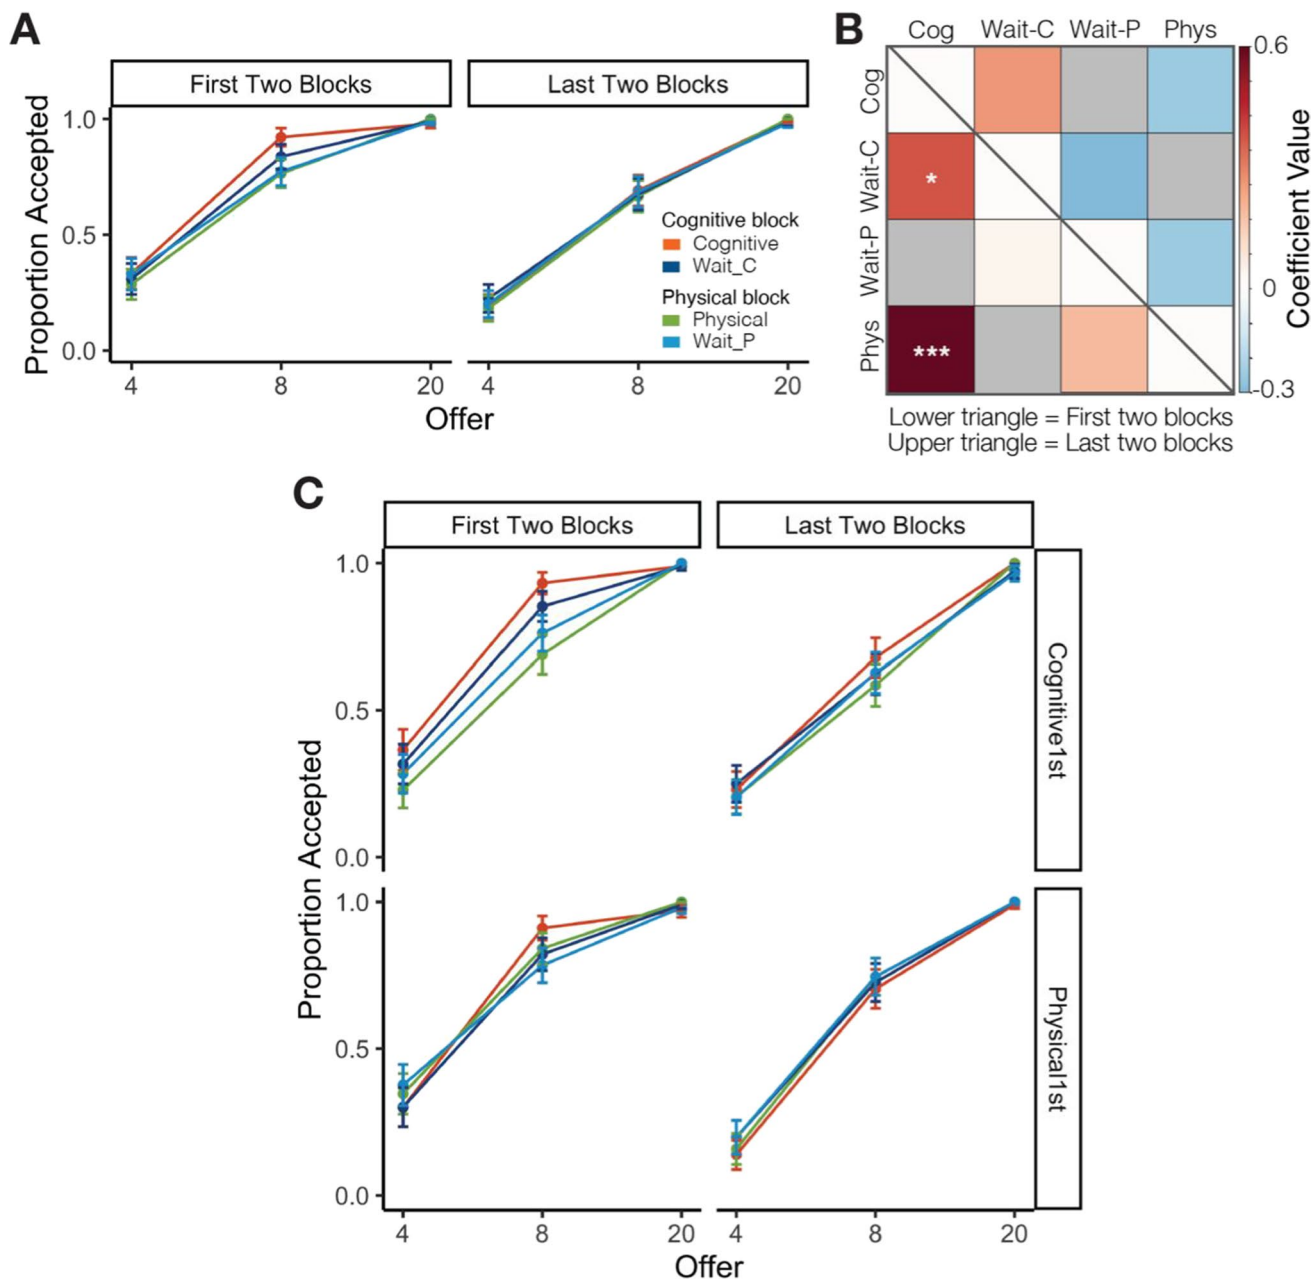 A
First Two Blocks
Last Two Blocks
Proportion Accepted
1.0
0.5
0.0
4
8
20
4
8
20
Offer
Cognitive block
Cognitive
Wait_C
Physical block
Physical
Wait_P
B
Cog
Wait-C
Wait-P
Phys
Cog
Wait-C
Wait-P
Phys
*
***
0.6
0
-0.3
Coefficient Value
Lower triangle = First two blocks
Upper triangle = Last two blocks
C
First Two Blocks
Last Two Blocks
Proportion Accepted
1.0
0.5
0.0
Cognitive1st
1.0
0.5
0.0
Physical1st
4
8
20
4
8
20
Offer